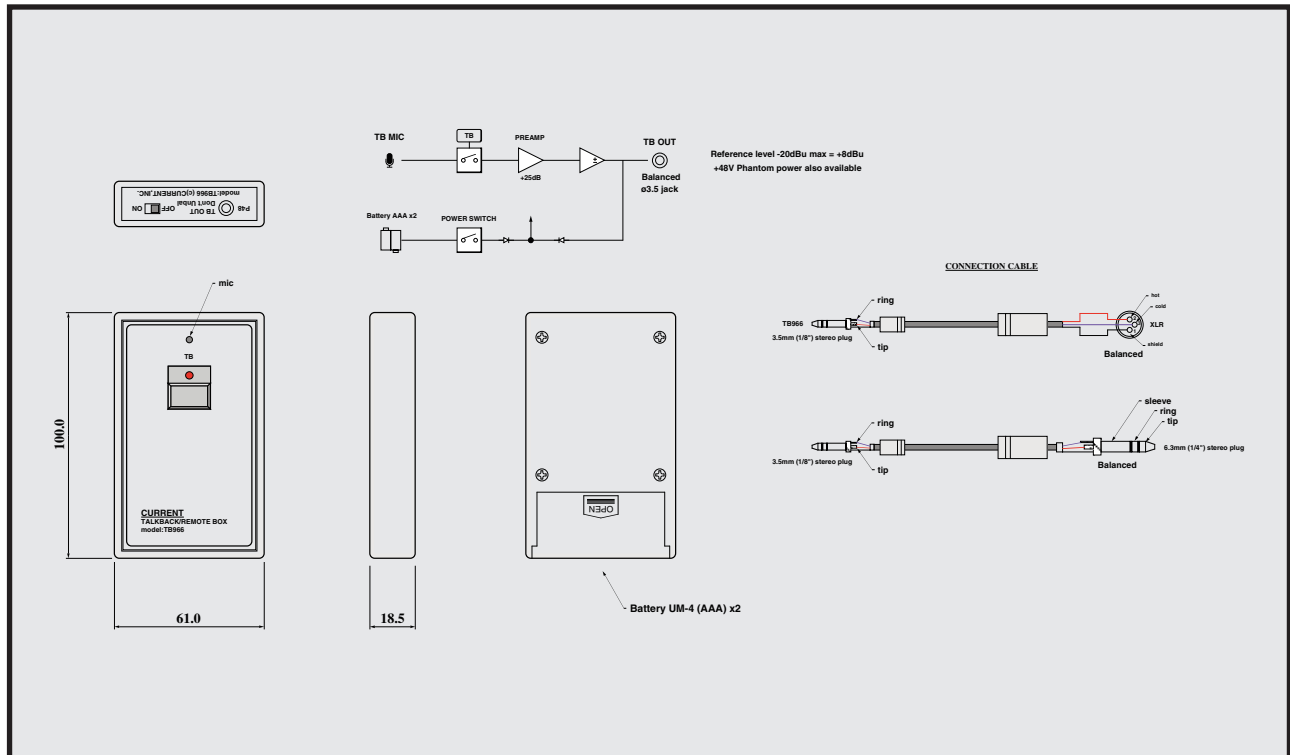 TB MIC
TB
PREAMP
+25dB
±
TB OUT
Balanced
ø3.5 jack
Reference level -20dBu max = +8dBu
+48V Phantom power also available
Battery AAA x2
POWER SWITCH
P48
TB OUT
Don't Unbal
OFF
ON
model:TB966 (c)CURRENT,INC.
mic
TB
CURRENT
TALKBACK/REMOTE BOX
model:TB966
100.0
61.0
18.5
OPEN
Battery UM-4 (AAA) x2
CONNECTION CABLE
TB966
3.5mm (1/8") stereo plug
ring
tip
hot
cold
XLR
shield
Balanced
3.5mm (1/8") stereo plug
ring
tip
sleeve
ring
tip
6.3mm (1/4") stereo plug
Balanced